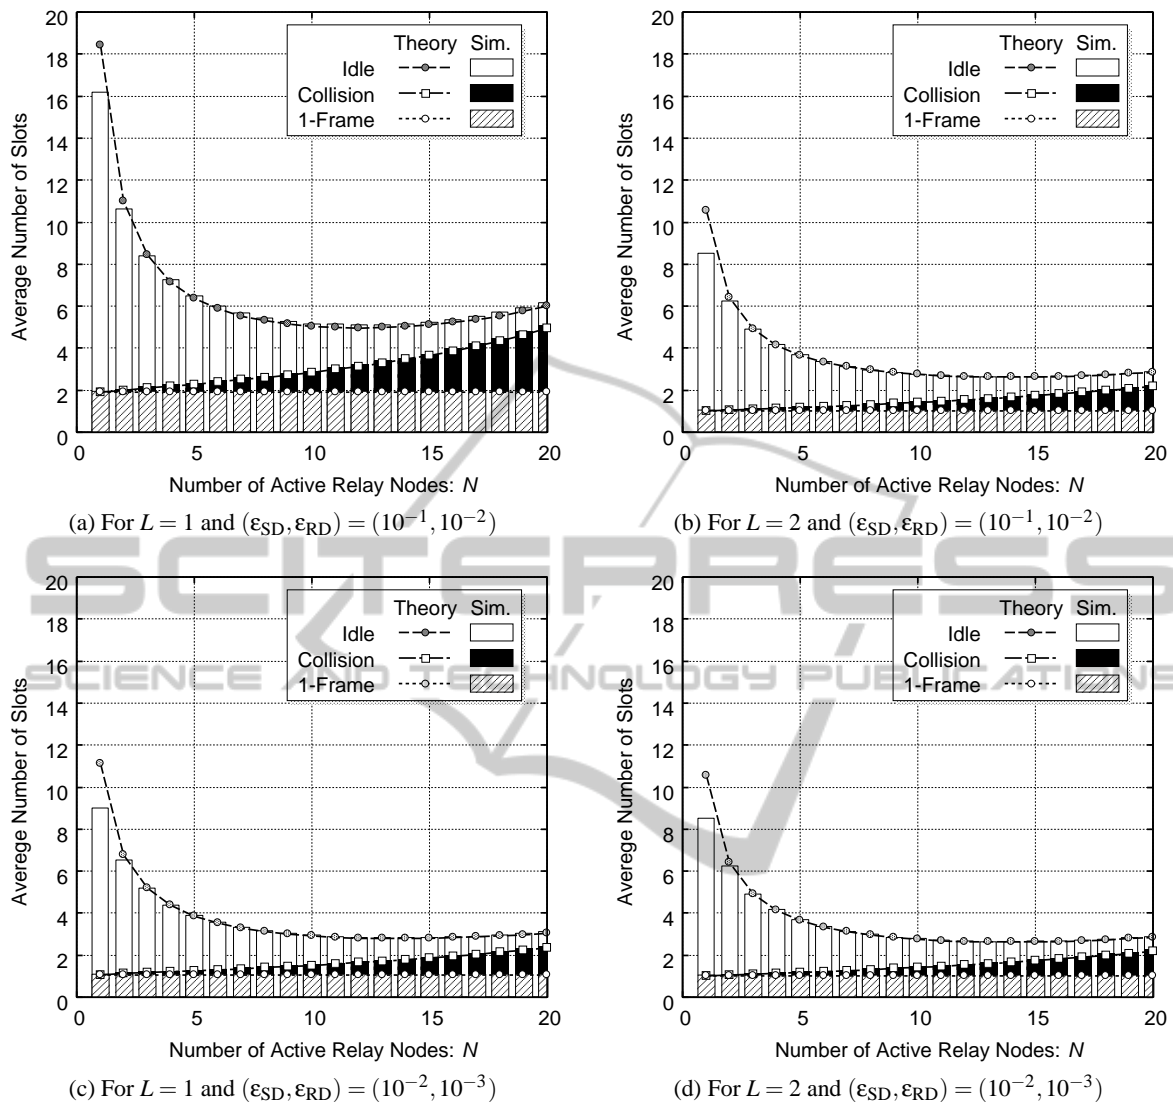 20
18
16
14
12
10
8
6
4
2
0
Average Number of Slots
Theory Sim.
Idle
Collision
1-Frame
0 5 10 15 20
Number of Active Relay Nodes: N
(a) For L = 1 and (εSD, εRD) = (10⁻¹, 10⁻²)
20
18
16
14
12
10
8
6
4
2
0
Averege Number of Slots
Theory Sim.
Idle
Collision
1-Frame
0 5 10 15 20
Number of Active Relay Nodes: N
(b) For L = 2 and (εSD, εRD) = (10⁻¹, 10⁻²)
SCITEPRESS
SCIENCE AND TECHNOLOGY PUBLICATIONS
20
18
16
14
12
10
8
6
4
2
0
Averege Number of Slots
Theory Sim.
Idle
Collision
1-Frame
0 5 10 15 20
Number of Active Relay Nodes: N
(c) For L = 1 and (εSD, εRD) = (10⁻², 10⁻³)
20
18
16
14
12
10
8
6
4
2
0
Averege Number of Slots
Theory Sim.
Idle
Collision
1-Frame
0 5 10 15 20
Number of Active Relay Nodes: N
(d) For L = 2 and (εSD, εRD) = (10⁻², 10⁻³)